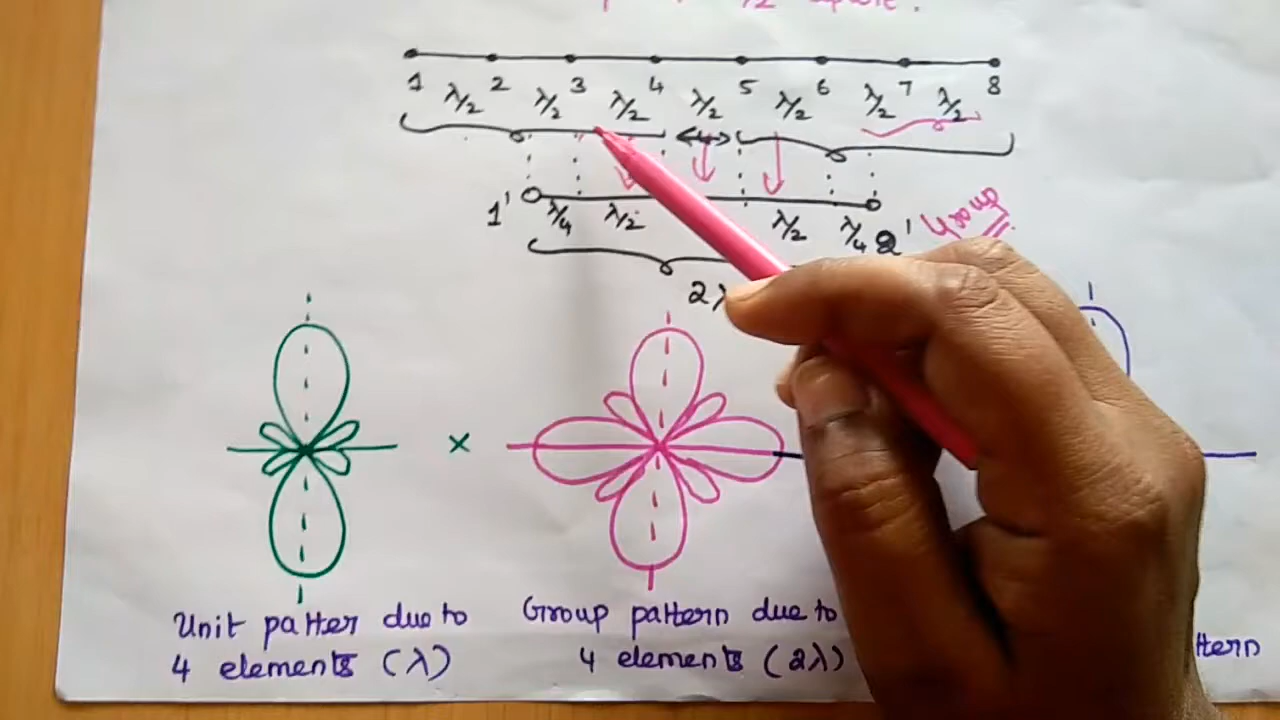 1 2 3 4 5 6 7 8
λ/2 λ/2 λ/2 λ/2 λ/2 λ/2 λ/2
1' λ/4 λ/2 λ/2 λ/4 2' Group
2λ
×
Unit patter due to
4 elements (λ)
Group pattern due to
4 elements (2λ)
ttern